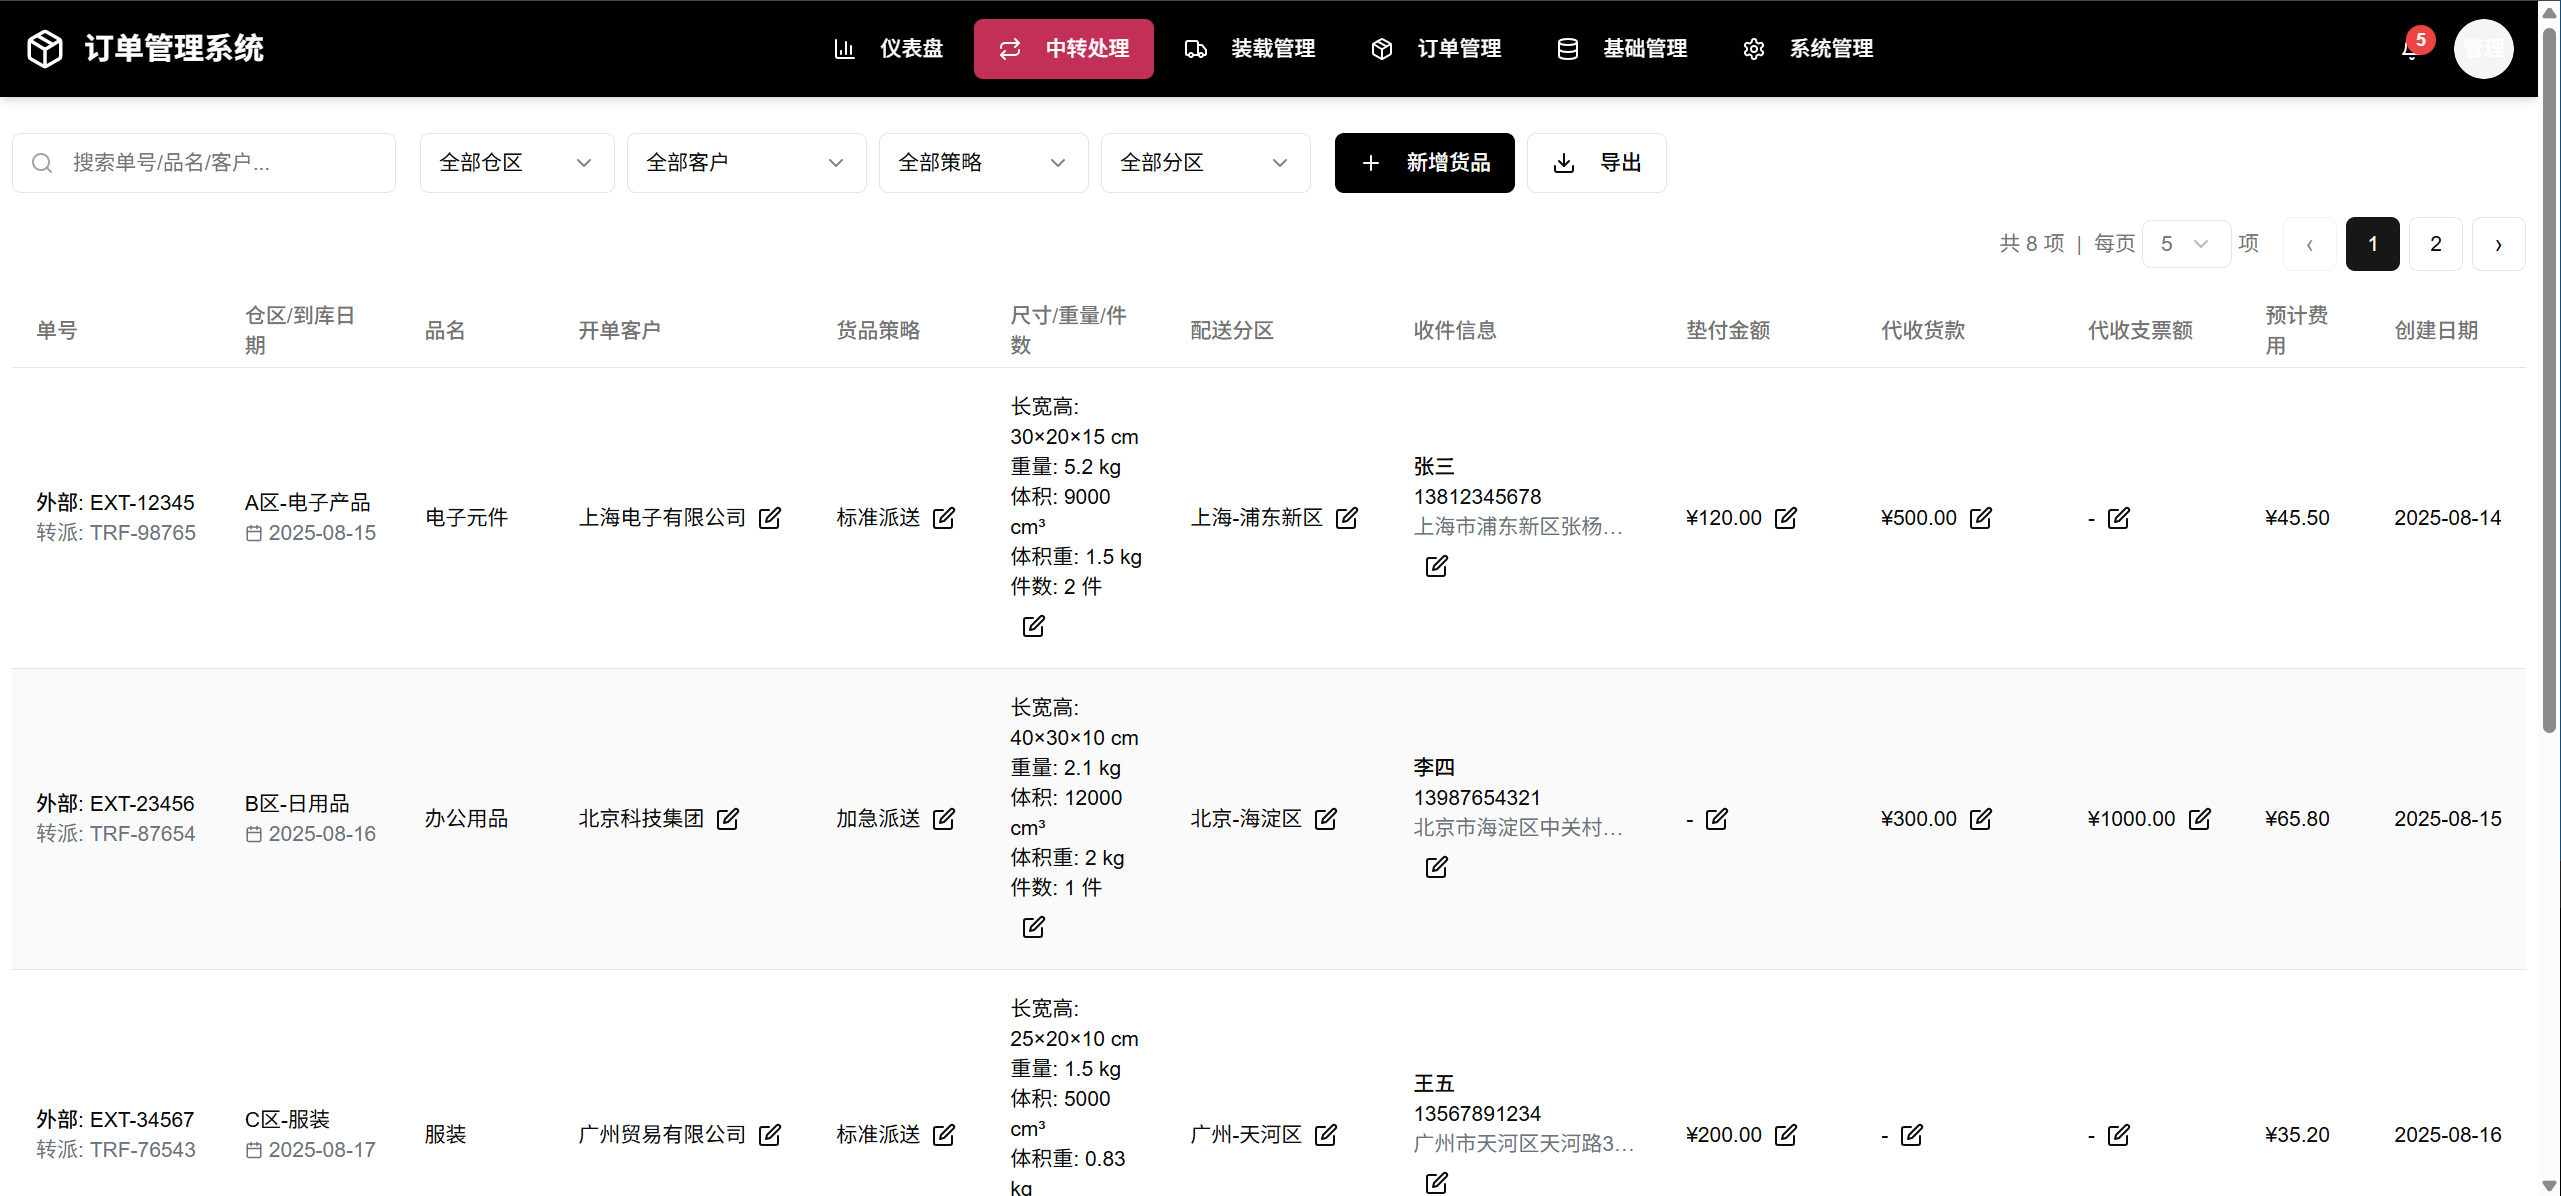 订单管理系统
仪表盘
中转处理
装载管理
订单管理
基础管理
系统管理
5
管理
搜索单号/品名/客户...
全部仓区
全部客户
全部策略
全部分区
新增货品
导出
共 8 项 | 每页 5 项 ‹ 1 2 ›
单号
仓区/到库日
期
品名
开单客户
货品策略
尺寸/重量/件
数
配送分区
收件信息
垫付金额
代收货款
代收支票额
预计费
用
创建日期
外部: EXT-12345
转派: TRF-98765
A区-电子产品
2025-08-15
电子元件
上海电子有限公司
标准派送
长宽高:
30×20×15 cm
重量: 5.2 kg
体积: 9000
cm³
体积重: 1.5 kg
件数: 2 件
上海-浦东新区
张三
13812345678
上海市浦东新区张杨...
¥120.00
¥500.00
-
¥45.50
2025-08-14
外部: EXT-23456
转派: TRF-87654
B区-日用品
2025-08-16
办公用品
北京科技集团
加急派送
长宽高:
40×30×10 cm
重量: 2.1 kg
体积: 12000
cm³
体积重: 2 kg
件数: 1 件
北京-海淀区
李四
13987654321
北京市海淀区中关村...
-
¥300.00
¥1000.00
¥65.80
2025-08-15
外部: EXT-34567
转派: TRF-76543
C区-服装
2025-08-17
服装
广州贸易有限公司
标准派送
长宽高:
25×20×10 cm
重量: 1.5 kg
体积: 5000
cm³
体积重: 0.83
kg
广州-天河区
王五
13567891234
广州市天河区天河路3...
¥200.00
-
-
¥35.20
2025-08-16